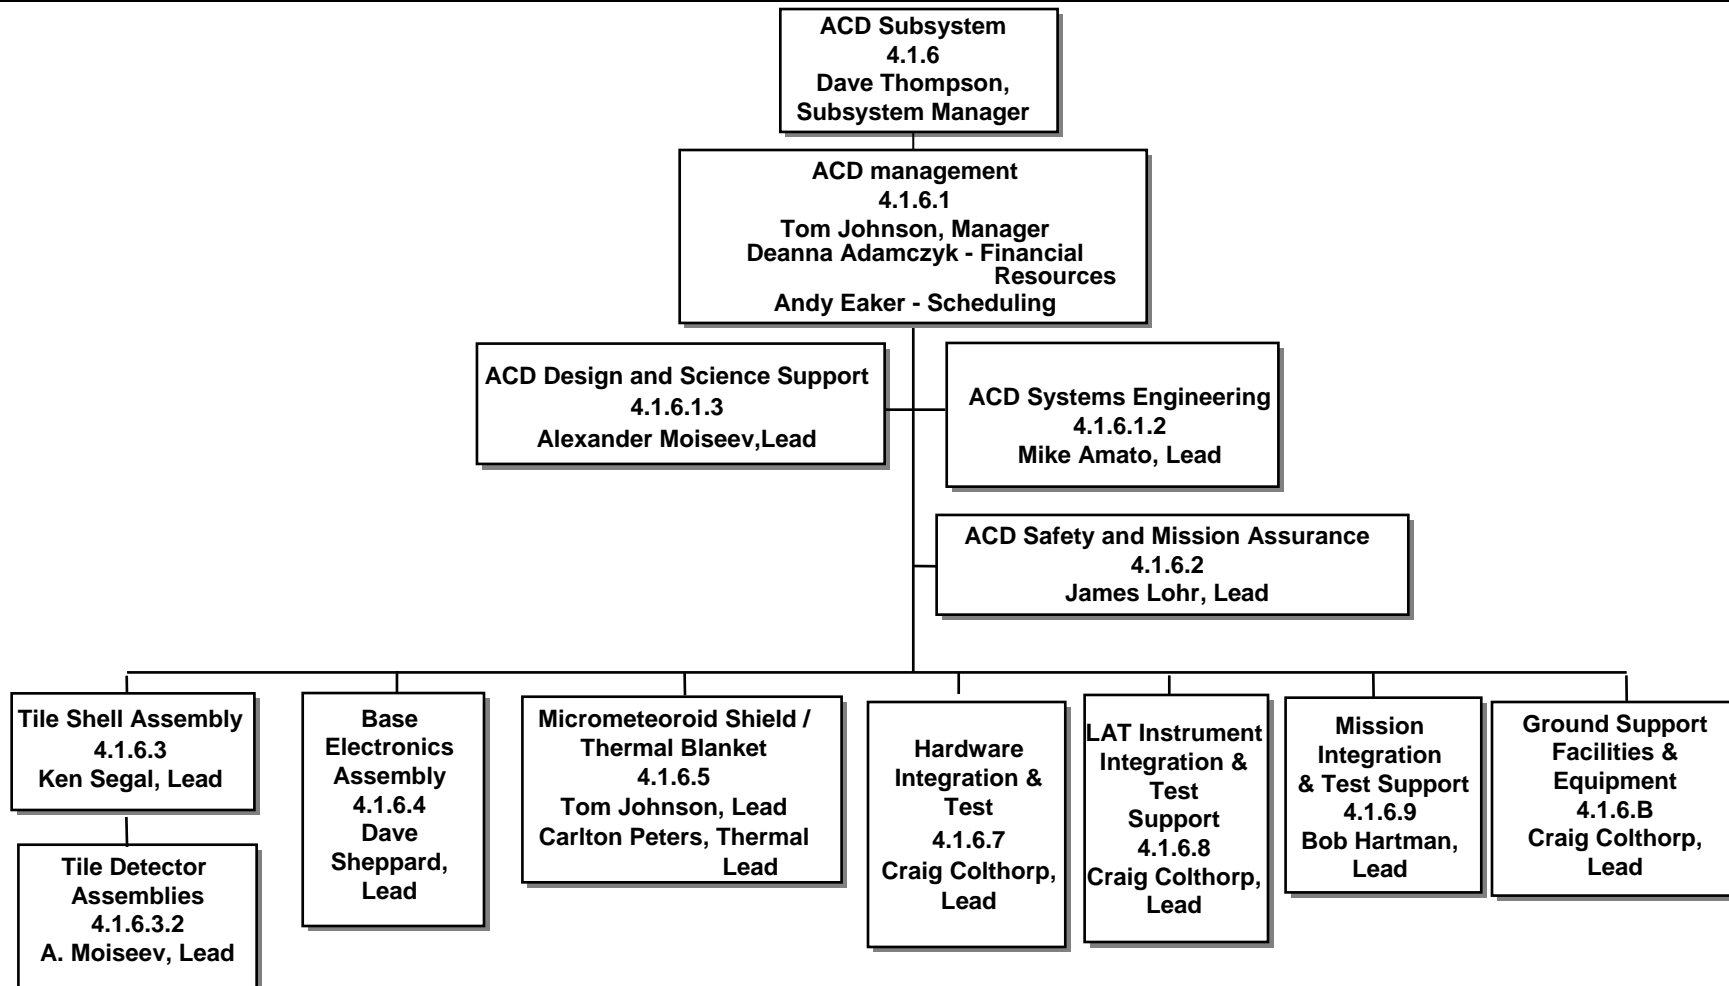 ACD Subsystem
4.1.6
Dave Thompson,
Subsystem Manager
ACD management
4.1.6.1
Tom Johnson, Manager
Deanna Adamczyk - Financial
Resources
Andy Eaker - Scheduling
ACD Design and Science Support
4.1.6.1.3
Alexander Moiseev,Lead
ACD Systems Engineering
4.1.6.1.2
Mike Amato, Lead
ACD Safety and Mission Assurance
4.1.6.2
James Lohr, Lead
Tile Shell Assembly
4.1.6.3
Ken Segal, Lead
Tile Detector
Assemblies
4.1.6.3.2
A. Moiseev, Lead
Base
Electronics
Assembly
4.1.6.4
Dave
Sheppard,
Lead
Micrometeoroid Shield /
Thermal Blanket
4.1.6.5
Tom Johnson, Lead
Carlton Peters, Thermal
Lead
Hardware
Integration &
Test
4.1.6.7
Craig Colthorp,
Lead
LAT Instrument
Integration &
Test
Support
4.1.6.8
Craig Colthorp,
Lead
Mission
Integration
& Test Support
4.1.6.9
Bob Hartman,
Lead
Ground Support
Facilities &
Equipment
4.1.6.B
Craig Colthorp,
Lead